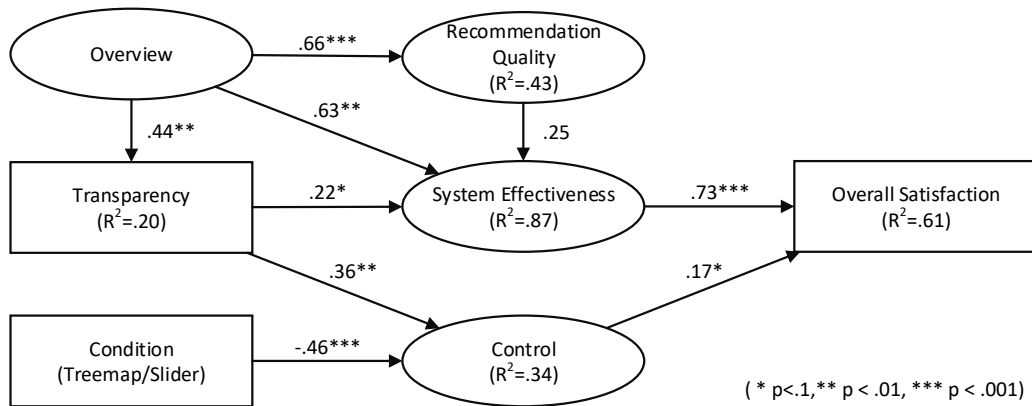 Overview
.66***
Recommendation
Quality
(R²=.43)
.44**
.63**
.25
Transparency
(R²=.20)
.22*
System Effectiveness
(R²=.87)
.73***
Overall Satisfaction
(R²=.61)
.36**
.17*
Condition
(Treemap/Slider)
-.46***
Control
(R²=.34)
( * p<.1,** p < .01, *** p < .001)